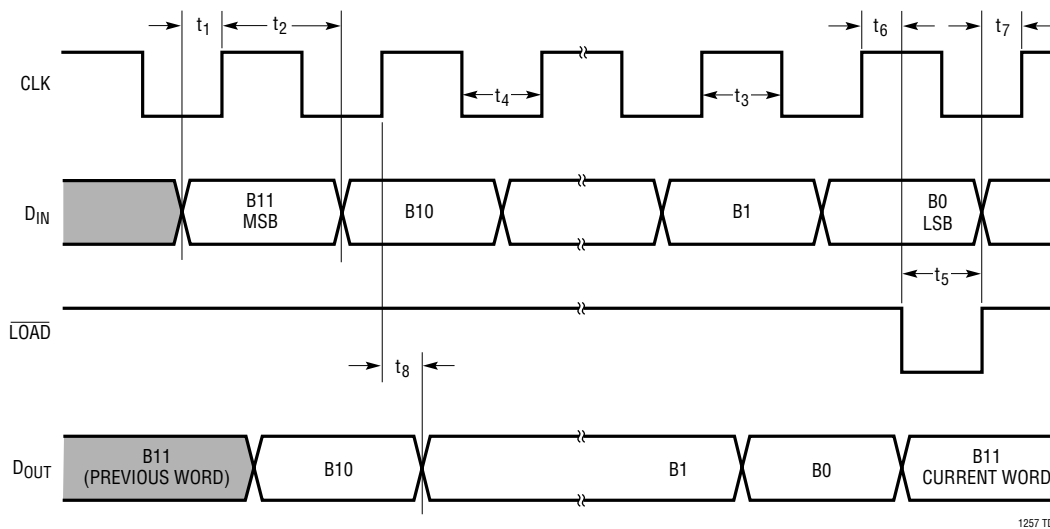 t1
t2
t6
t7
CLK
t4
t3
DIN
B11
MSB
B10
B1
B0
LSB
t5
LOAD
t8
DOUT
B11
(PREVIOUS WORD)
B10
B1
B0
B11
CURRENT WORD